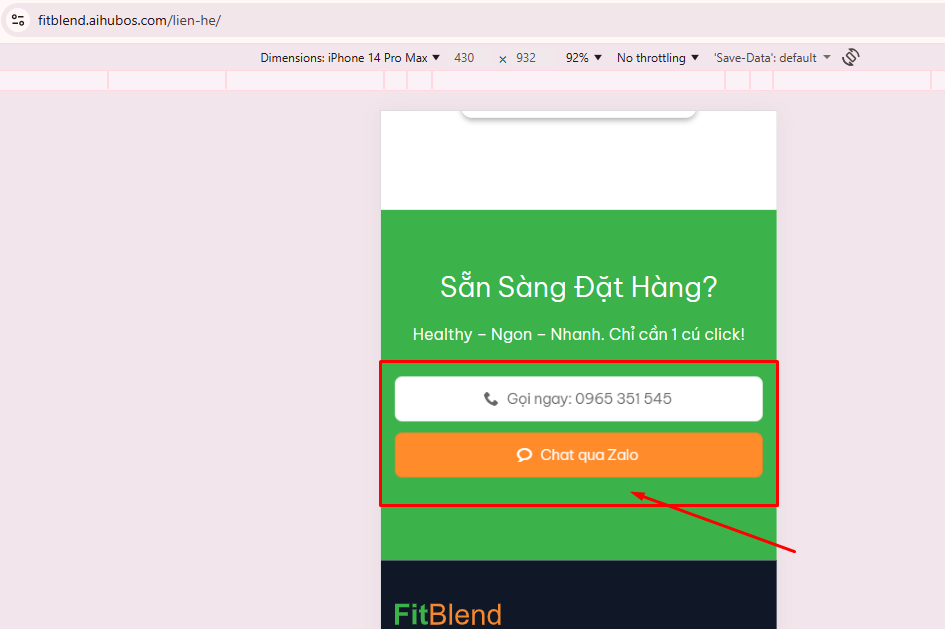 fitblend.aihubos.com/lien-he/
Dimensions: iPhone 14 Pro Max 430 × 932 92% No throttling 'Save-Data': default
Sẵn Sàng Đặt Hàng?
Healthy – Ngon – Nhanh. Chỉ cần 1 cú click!
Gọi ngay: 0965 351 545
Chat qua Zalo
FitBlend